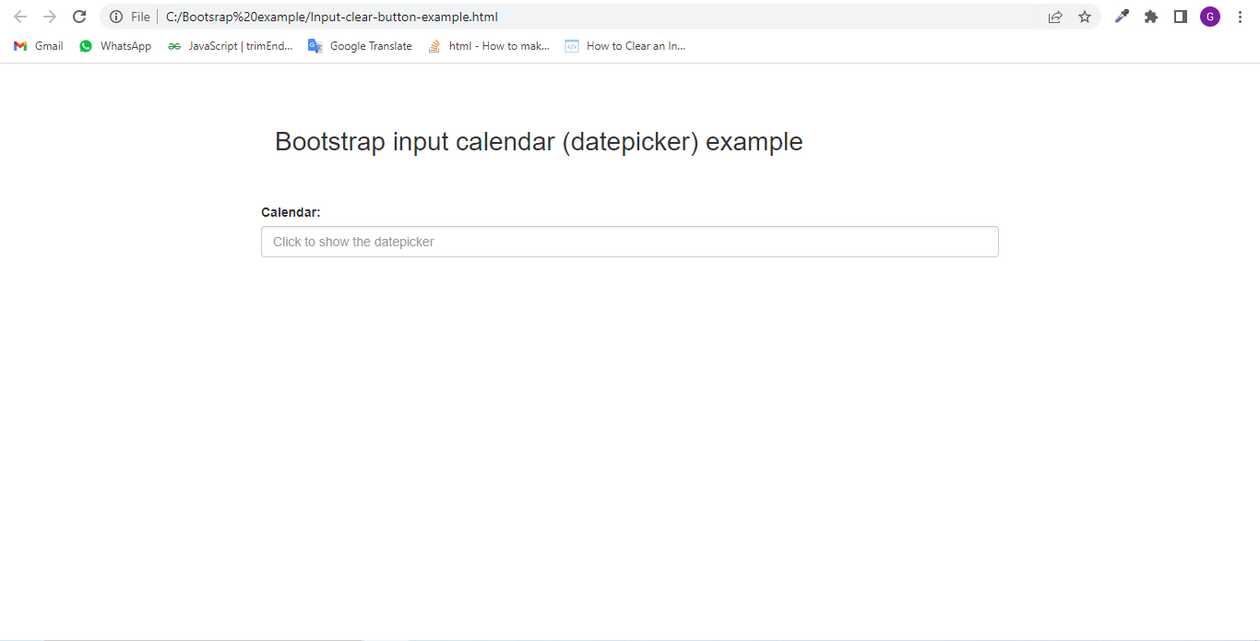 File C:/Bootsrap%20example/Input-clear-button-example.html G
Gmail WhatsApp JavaScript | trimEnd... Google Translate html - How to mak... How to Clear an In...
Bootstrap input calendar (datepicker) example
Calendar:
Click to show the datepicker